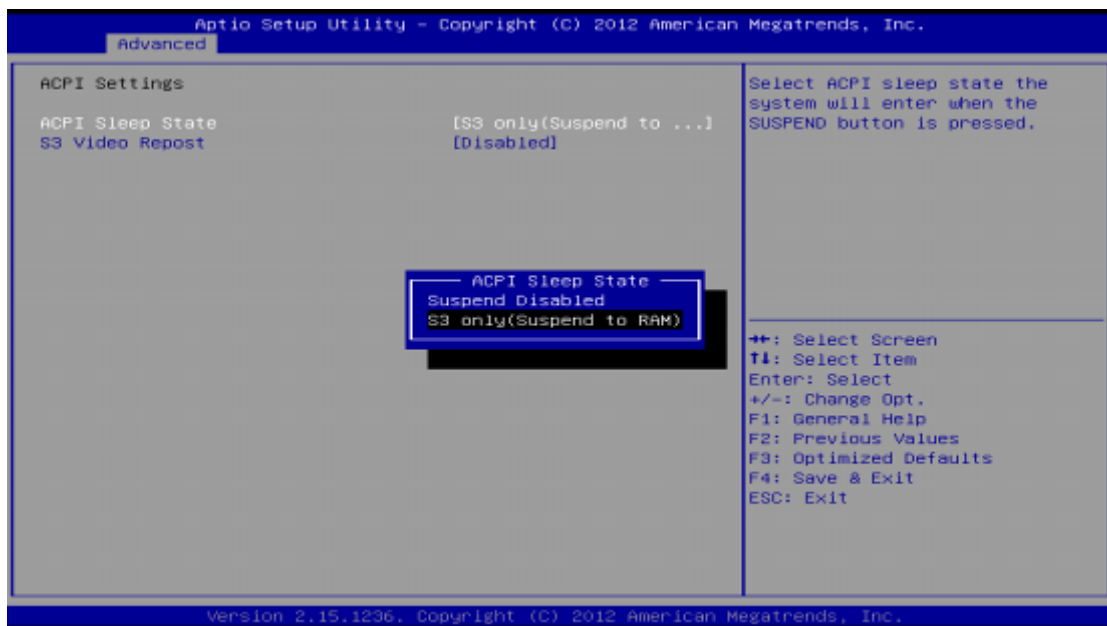 Aptio Setup Utility – Copyright (C) 2012 American Megatrends, Inc.
Advanced
ACPI Settings
ACPI Sleep State [S3 only(Suspend to ...]
S3 Video Repost [Disabled]
Select ACPI sleep state the
system will enter when the
SUSPEND button is pressed.
ACPI Sleep State
Suspend Disabled
S3 only(Suspend to RAM)
→←: Select Screen
↑↓: Select Item
Enter: Select
+/-: Change Opt.
F1: General Help
F2: Previous Values
F3: Optimized Defaults
F4: Save & Exit
ESC: Exit
Version 2.15.1236. Copyright (C) 2012 American Megatrends, Inc.